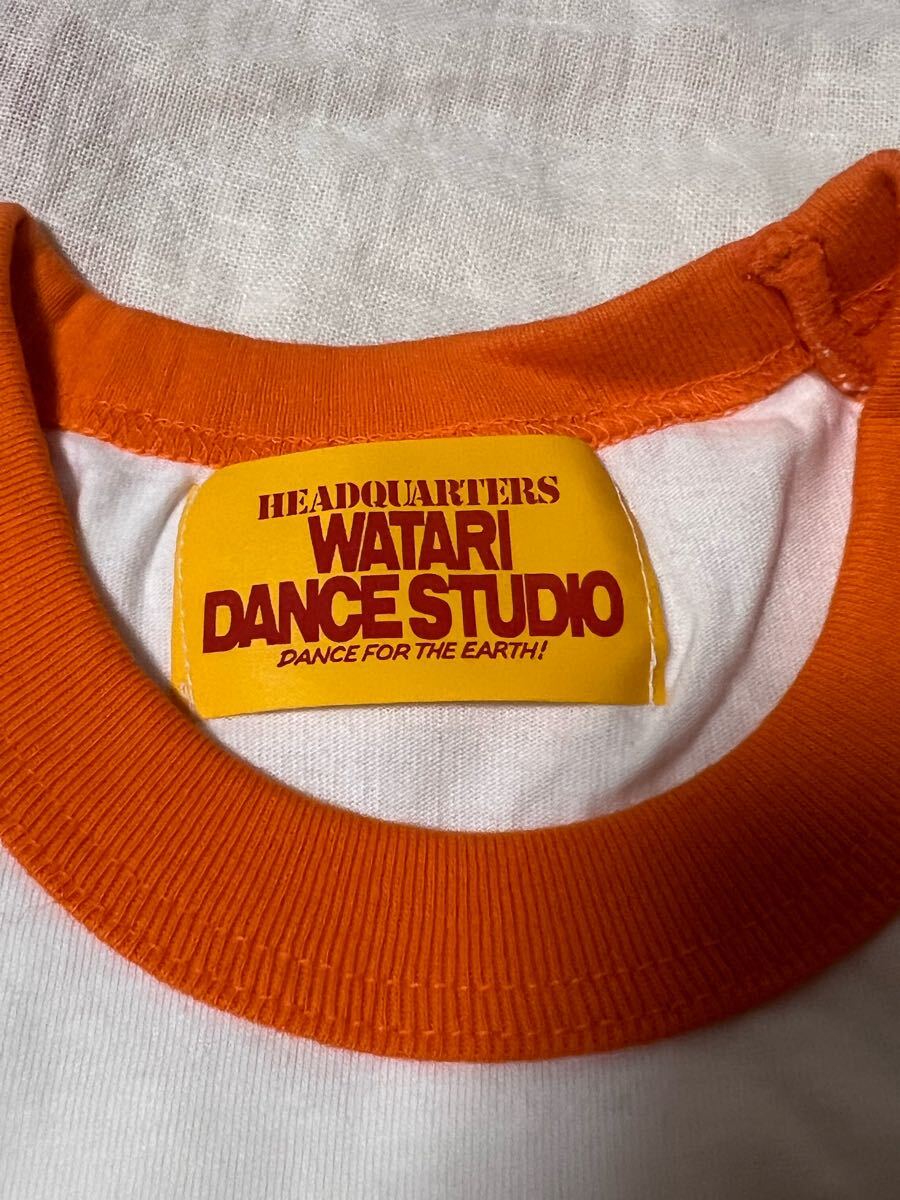 HEADQUARTERS
WATARI
DANCE STUDIO
DANCE FOR THE EARTH!